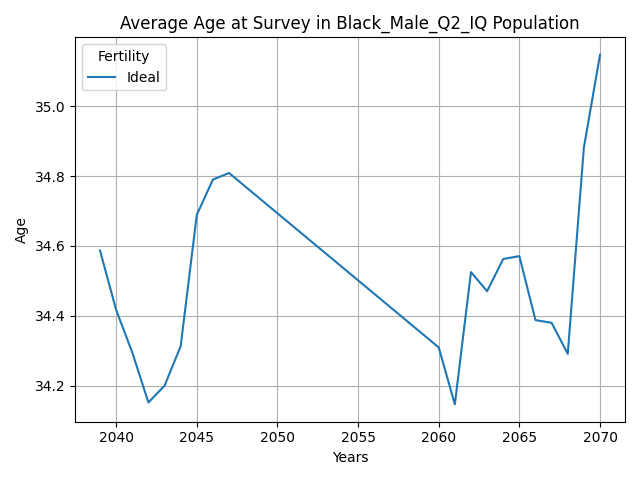 Average Age at Survey in Black_Male_Q2_IQ Population
Fertility
Ideal
Age
35.0
34.8
34.6
34.4
34.2
2040 2045 2050 2055 2060 2065 2070
Years